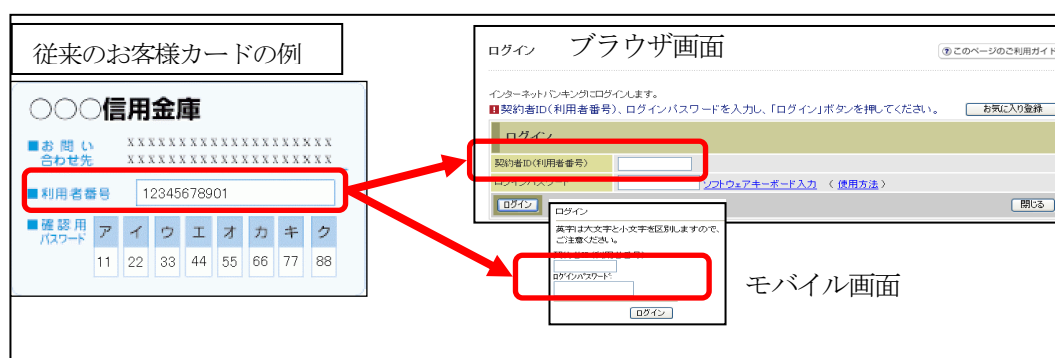 従来のお客様カードの例
○○○信用金庫
■お問い合わせ先
XXXXXXXXXXXXXXXXXX
XXXXXXXXXXXXXXXXXX
■利用者番号 12345678901
■確認用パスワード
ア イ ウ エ オ カ キ ク
11 22 33 44 55 66 77 88
ログイン
ブラウザ画面
?このページのご利用ガイド
インターネットバンキングにログインします。
契約者ID(利用者番号)、ログインパスワードを入力し、「ログイン」ボタンを押してください。
お気に入り登録
ログイン
契約者ID(利用者番号)
ログインパスワード
ソフトウェアキーボード入力 (使用方法)
ログイン
閉じる
ログイン
英字は大文字と小文字を区別しますので、
ご注意ください。
ログインパスワード:
ログイン
モバイル画面